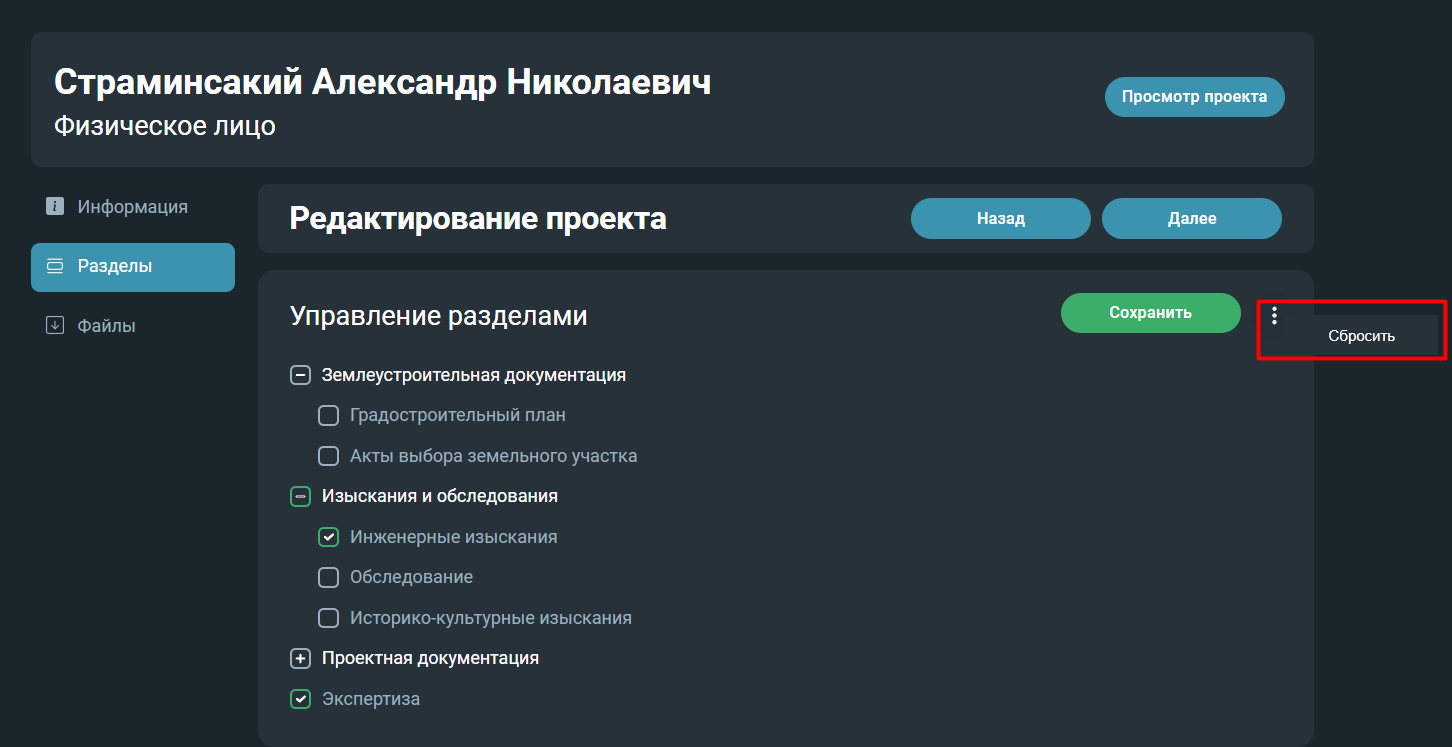 Страминсакий Александр Николаевич
Физическое лицо
Просмотр проекта
Информация
Разделы
Файлы
Редактирование проекта
Назад
Далее
Управление разделами
Сохранить
Сбросить
Землеустроительная документация
Градостроительный план
Акты выбора земельного участка
Изыскания и обследования
Инженерные изыскания
Обследование
Историко-культурные изыскания
Проектная документация
Экспертиза